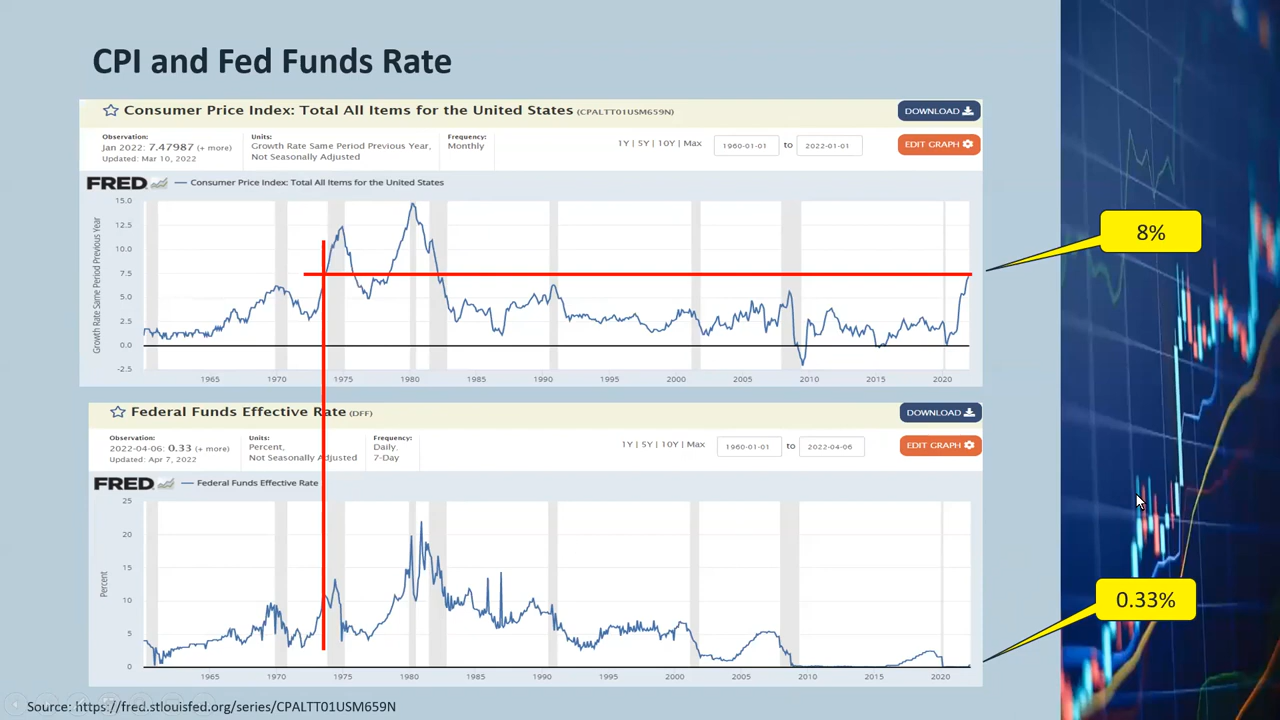 CPI and Fed Funds Rate
Consumer Price Index: Total All Items for the United States (CPALTT01USM659N)
DOWNLOAD
Observation:
Jan 2022: 7.47987 (+ more)
Updated: Mar 10, 2022
Units:
Growth Rate Same Period Previous Year,
Not Seasonally Adjusted
Frequency:
Monthly
1Y | 5Y | 10Y | Max
1960-01-01 to 2022-01-01
EDIT GRAPH
FRED
Consumer Price Index: Total All Items for the United States
Growth Rate Same Period Previous Year
15.0
12.5
10.0
7.5
5.0
2.5
0.0
-2.5
1965 1970 1975 1980 1985 1990 1995 2000 2005 2010 2015 2020
8%
Federal Funds Effective Rate (DFF)
DOWNLOAD
Observation:
2022-04-06: 0.33 (+ more)
Updated: Apr 7, 2022
Units:
Percent,
Not Seasonally Adjusted
Frequency:
Daily.
7-Day
1Y | 5Y | 10Y | Max
1960-01-01 to 2022-04-06
EDIT GRAPH
FRED
Federal Funds Effective Rate
Percent
25
20
15
10
5
0
1965 1970 1975 1980 1985 1990 1995 2000 2005 2010 2015 2020
0.33%
Source: https://fred.stlouisfed.org/series/CPALTT01USM659N